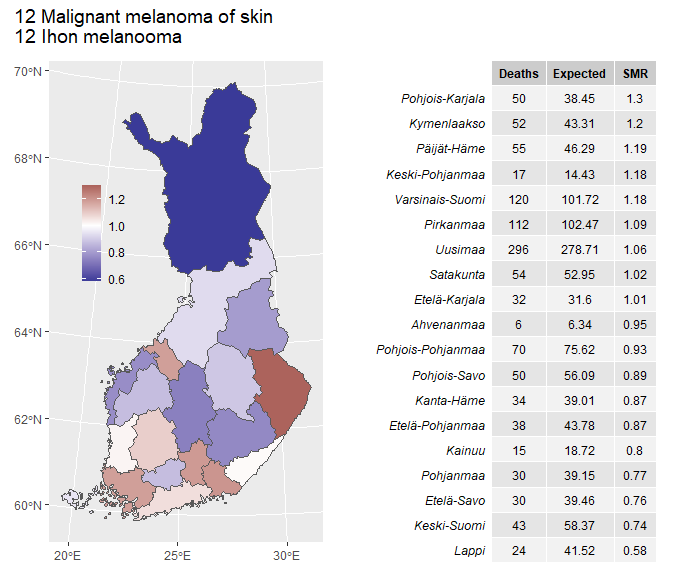 12 Malignant melanoma of skin
12 Ihon melanooma
70°N
68°N
66°N
64°N
62°N
60°N
20°E 25°E 30°E
1.2
1.0
0.8
0.6
Deaths Expected SMR
Pohjois-Karjala 50 38.45 1.3
Kymenlaakso 52 43.31 1.2
Päijät-Häme 55 46.29 1.19
Keski-Pohjanmaa 17 14.43 1.18
Varsinais-Suomi 120 101.72 1.18
Pirkanmaa 112 102.47 1.09
Uusimaa 296 278.71 1.06
Satakunta 54 52.95 1.02
Etelä-Karjala 32 31.6 1.01
Ahvenanmaa 6 6.34 0.95
Pohjois-Pohjanmaa 70 75.62 0.93
Pohjois-Savo 50 56.09 0.89
Kanta-Häme 34 39.01 0.87
Etelä-Pohjanmaa 38 43.78 0.87
Kainuu 15 18.72 0.8
Pohjanmaa 30 39.15 0.77
Etelä-Savo 30 39.46 0.76
Keski-Suomi 43 58.37 0.74
Lappi 24 41.52 0.58